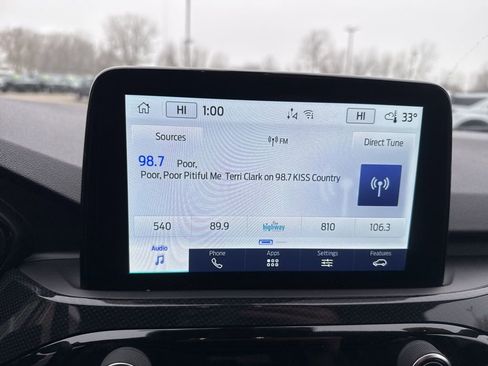 HI 1:00 HI 33°
Sources FM Direct Tune
98.7 Poor,
Poor, Poor Pitiful Me Terri Clark on 98.7 KISS Country
540 89.9 the highway 810 106.3
Audio Phone Apps Settings Features